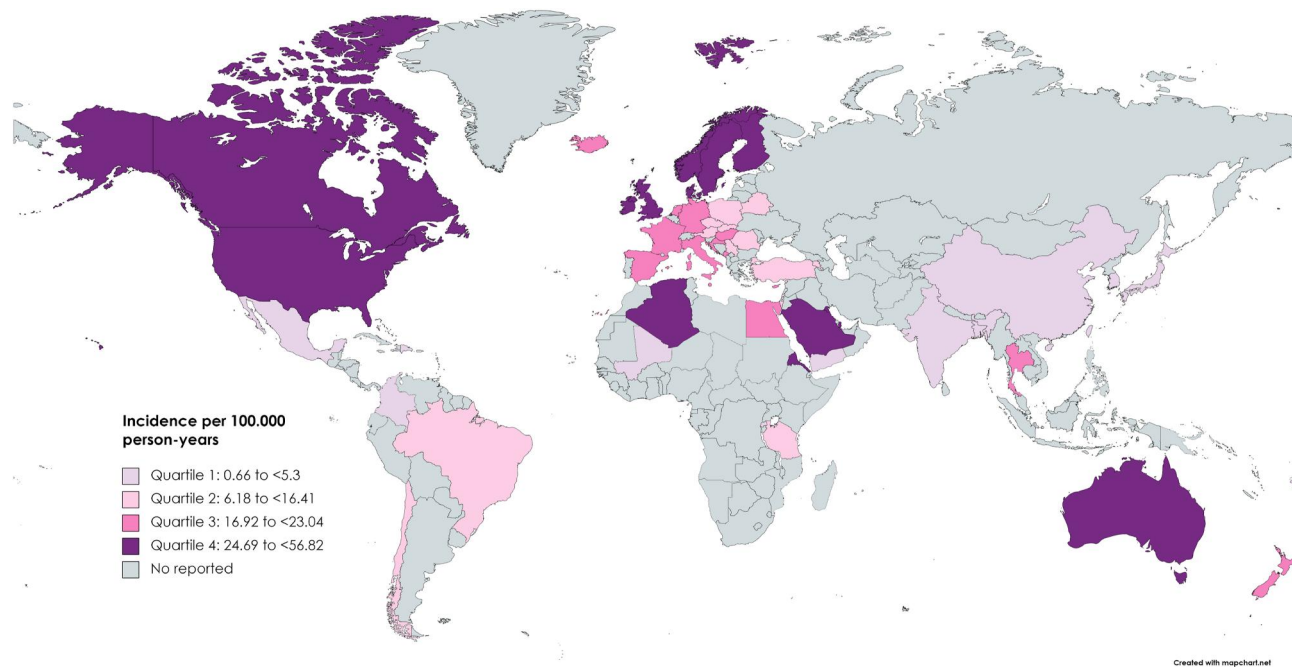 Incidence per 100.000
person-years
Quartile 1: 0.66 to <5.3
Quartile 2: 6.18 to <16.41
Quartile 3: 16.92 to <23.04
Quartile 4: 24.69 to <56.82
No reported
Created with mapchart.net